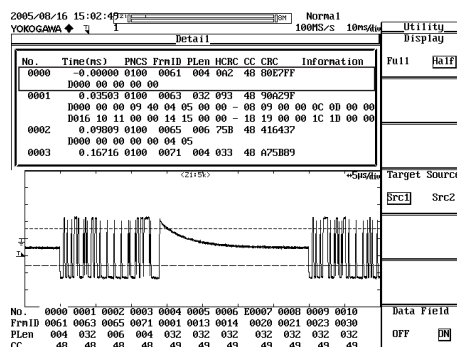 2005/08/16 15:02:49
Normal
YOKOGAWA
1
8M
100MS/s 10ms/div
Utility
Detail
Display
Full Half
No. Time(ms) PNCS FrmID PLen HCRC CC CRC Information
0000 -0.00000 0100 0061 004 0A2 48 80E7FF
D000 00 00 00 00
0001 0.03503 0100 0063 032 093 48 90A29F
D000 00 00 09 40 04 05 00 00 - 08 09 00 00 0C 0D 00 00
D016 10 11 00 00 14 15 00 00 - 18 19 00 00 1C 1D 00 00
0002 0.09809 0100 0065 006 75B 48 416437
D000 00 00 00 00 04 05
0003 0.16716 0100 0071 004 033 48 A75B89
Target Source
Src1 Src2
5μs/div
No. 0000 0001 0002 0003 0004 0005 0006 E0007 0008 0009 0010
FrmID 0061 0063 0065 0071 0001 0013 0014 0020 0021 0023 0030
PLen 004 032 006 004 032 032 032 032 032 032 032
CC 48 48 48 48 49 49 49 49 49 49 49
Data Field
OFF ON